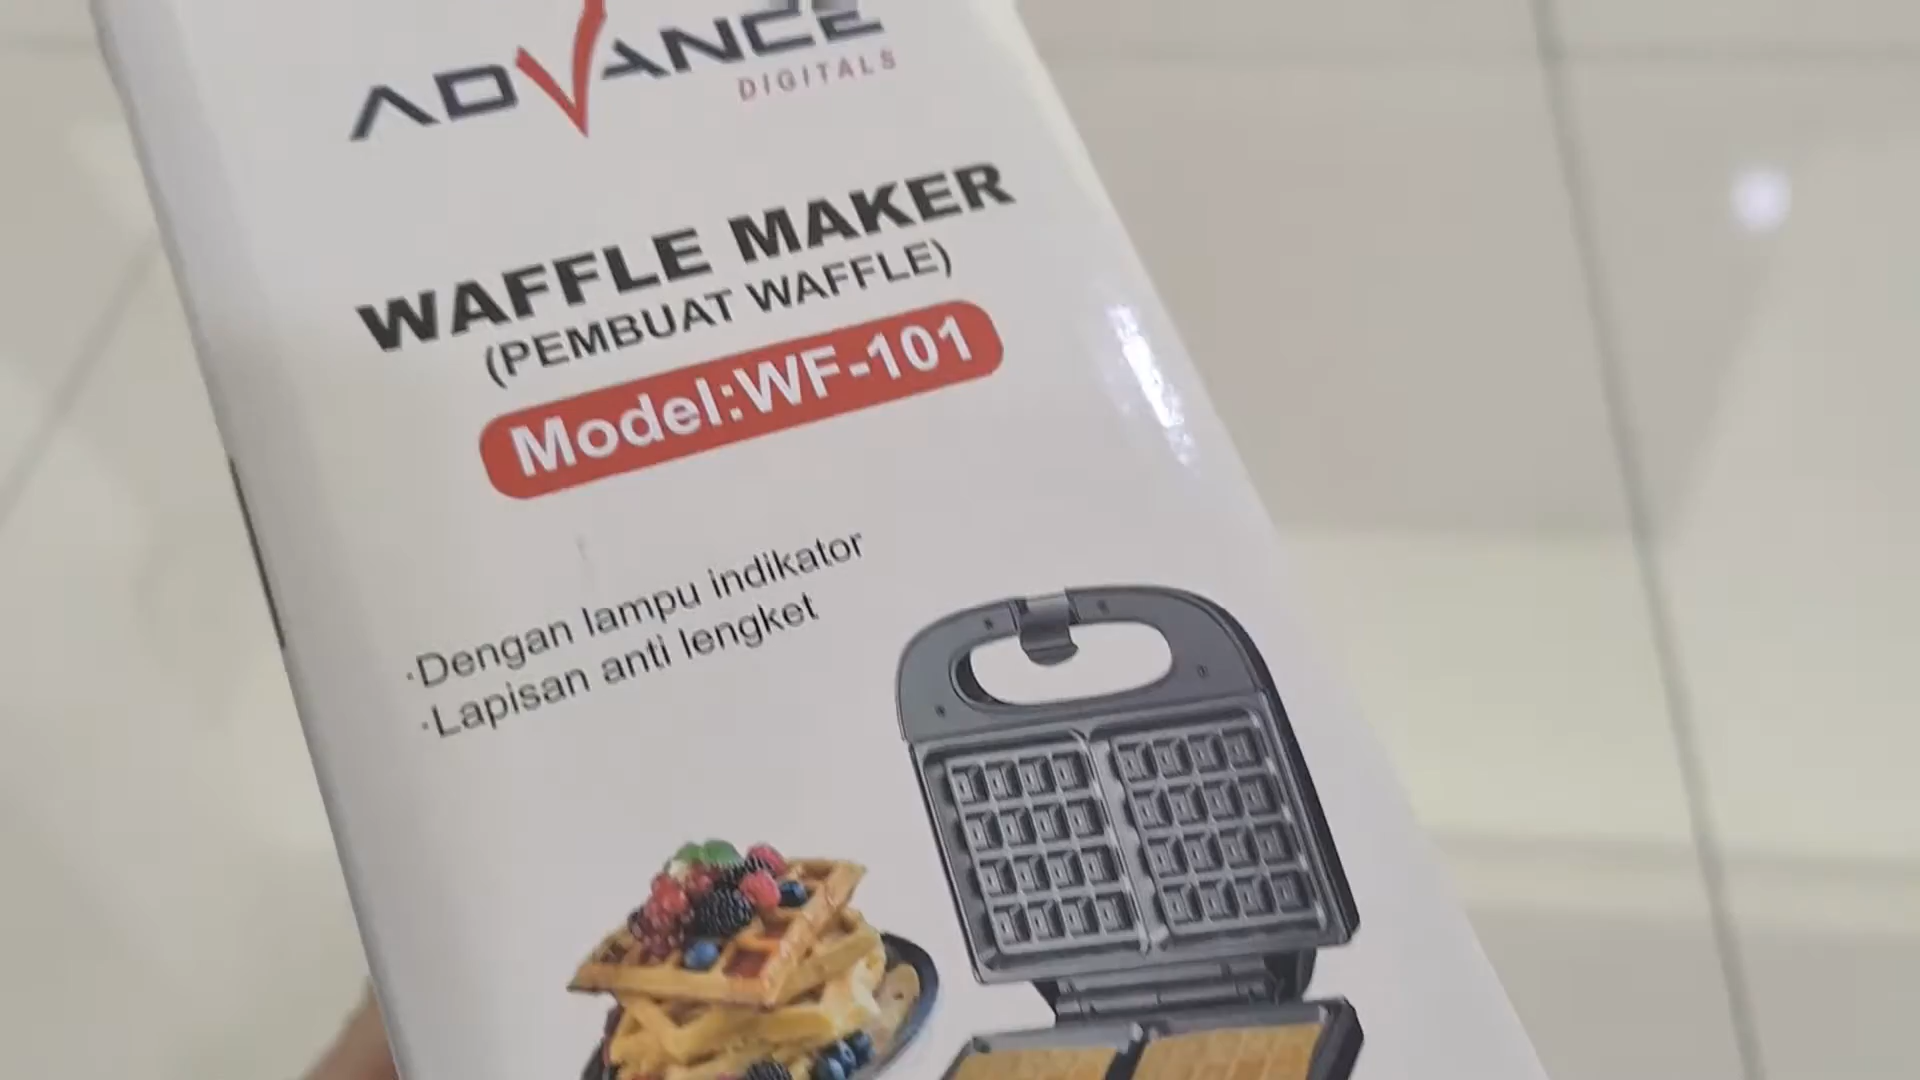 ADVANCE
DIGITALS
WAFFLE MAKER
(PEMBUAT WAFFLE)
Model:WF-101
·Dengan lampu indikator
·Lapisan anti lengket